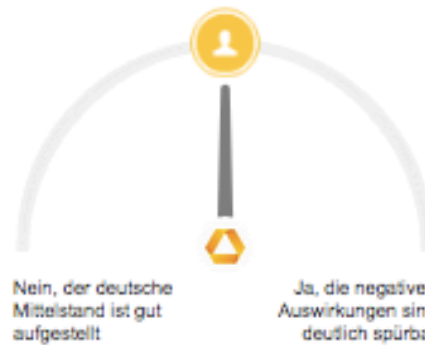 Nein, der deutsche
Mittelstand ist gut
aufgestellt
Ja, die negative
Auswirkungen sin
deutlich spürba